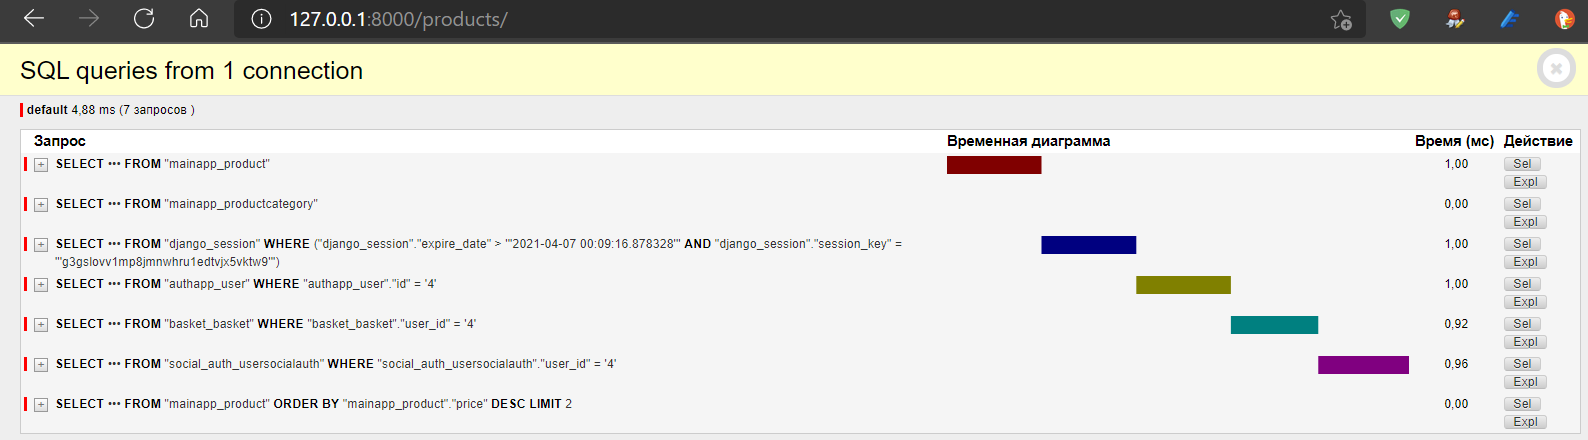 127.0.0.1:8000/products/
SQL queries from 1 connection
default 4,88 ms (7 запросов )
Запрос Временная диаграмма Время (мс) Действие
+ SELECT ••• FROM "mainapp_product" 1,00 Sel
Expl
+ SELECT ••• FROM "mainapp_productcategory" 0,00 Sel
Expl
+ SELECT ••• FROM "django_session" WHERE ("django_session"."expire_date" > '"2021-04-07 00:09:16.878328"' AND "django_session"."session_key" = 1,00 Sel
'"g3gslovv1mp8jmnwhru1edtvjx5vktw9"') Expl
+ SELECT ••• FROM "authapp_user" WHERE "authapp_user"."id" = '4' 1,00 Sel
Expl
+ SELECT ••• FROM "basket_basket" WHERE "basket_basket"."user_id" = '4' 0,92 Sel
Expl
+ SELECT ••• FROM "social_auth_usersocialauth" WHERE "social_auth_usersocialauth"."user_id" = '4' 0,96 Sel
Expl
+ SELECT ••• FROM "mainapp_product" ORDER BY "mainapp_product"."price" DESC LIMIT 2 0,00 Sel
Expl